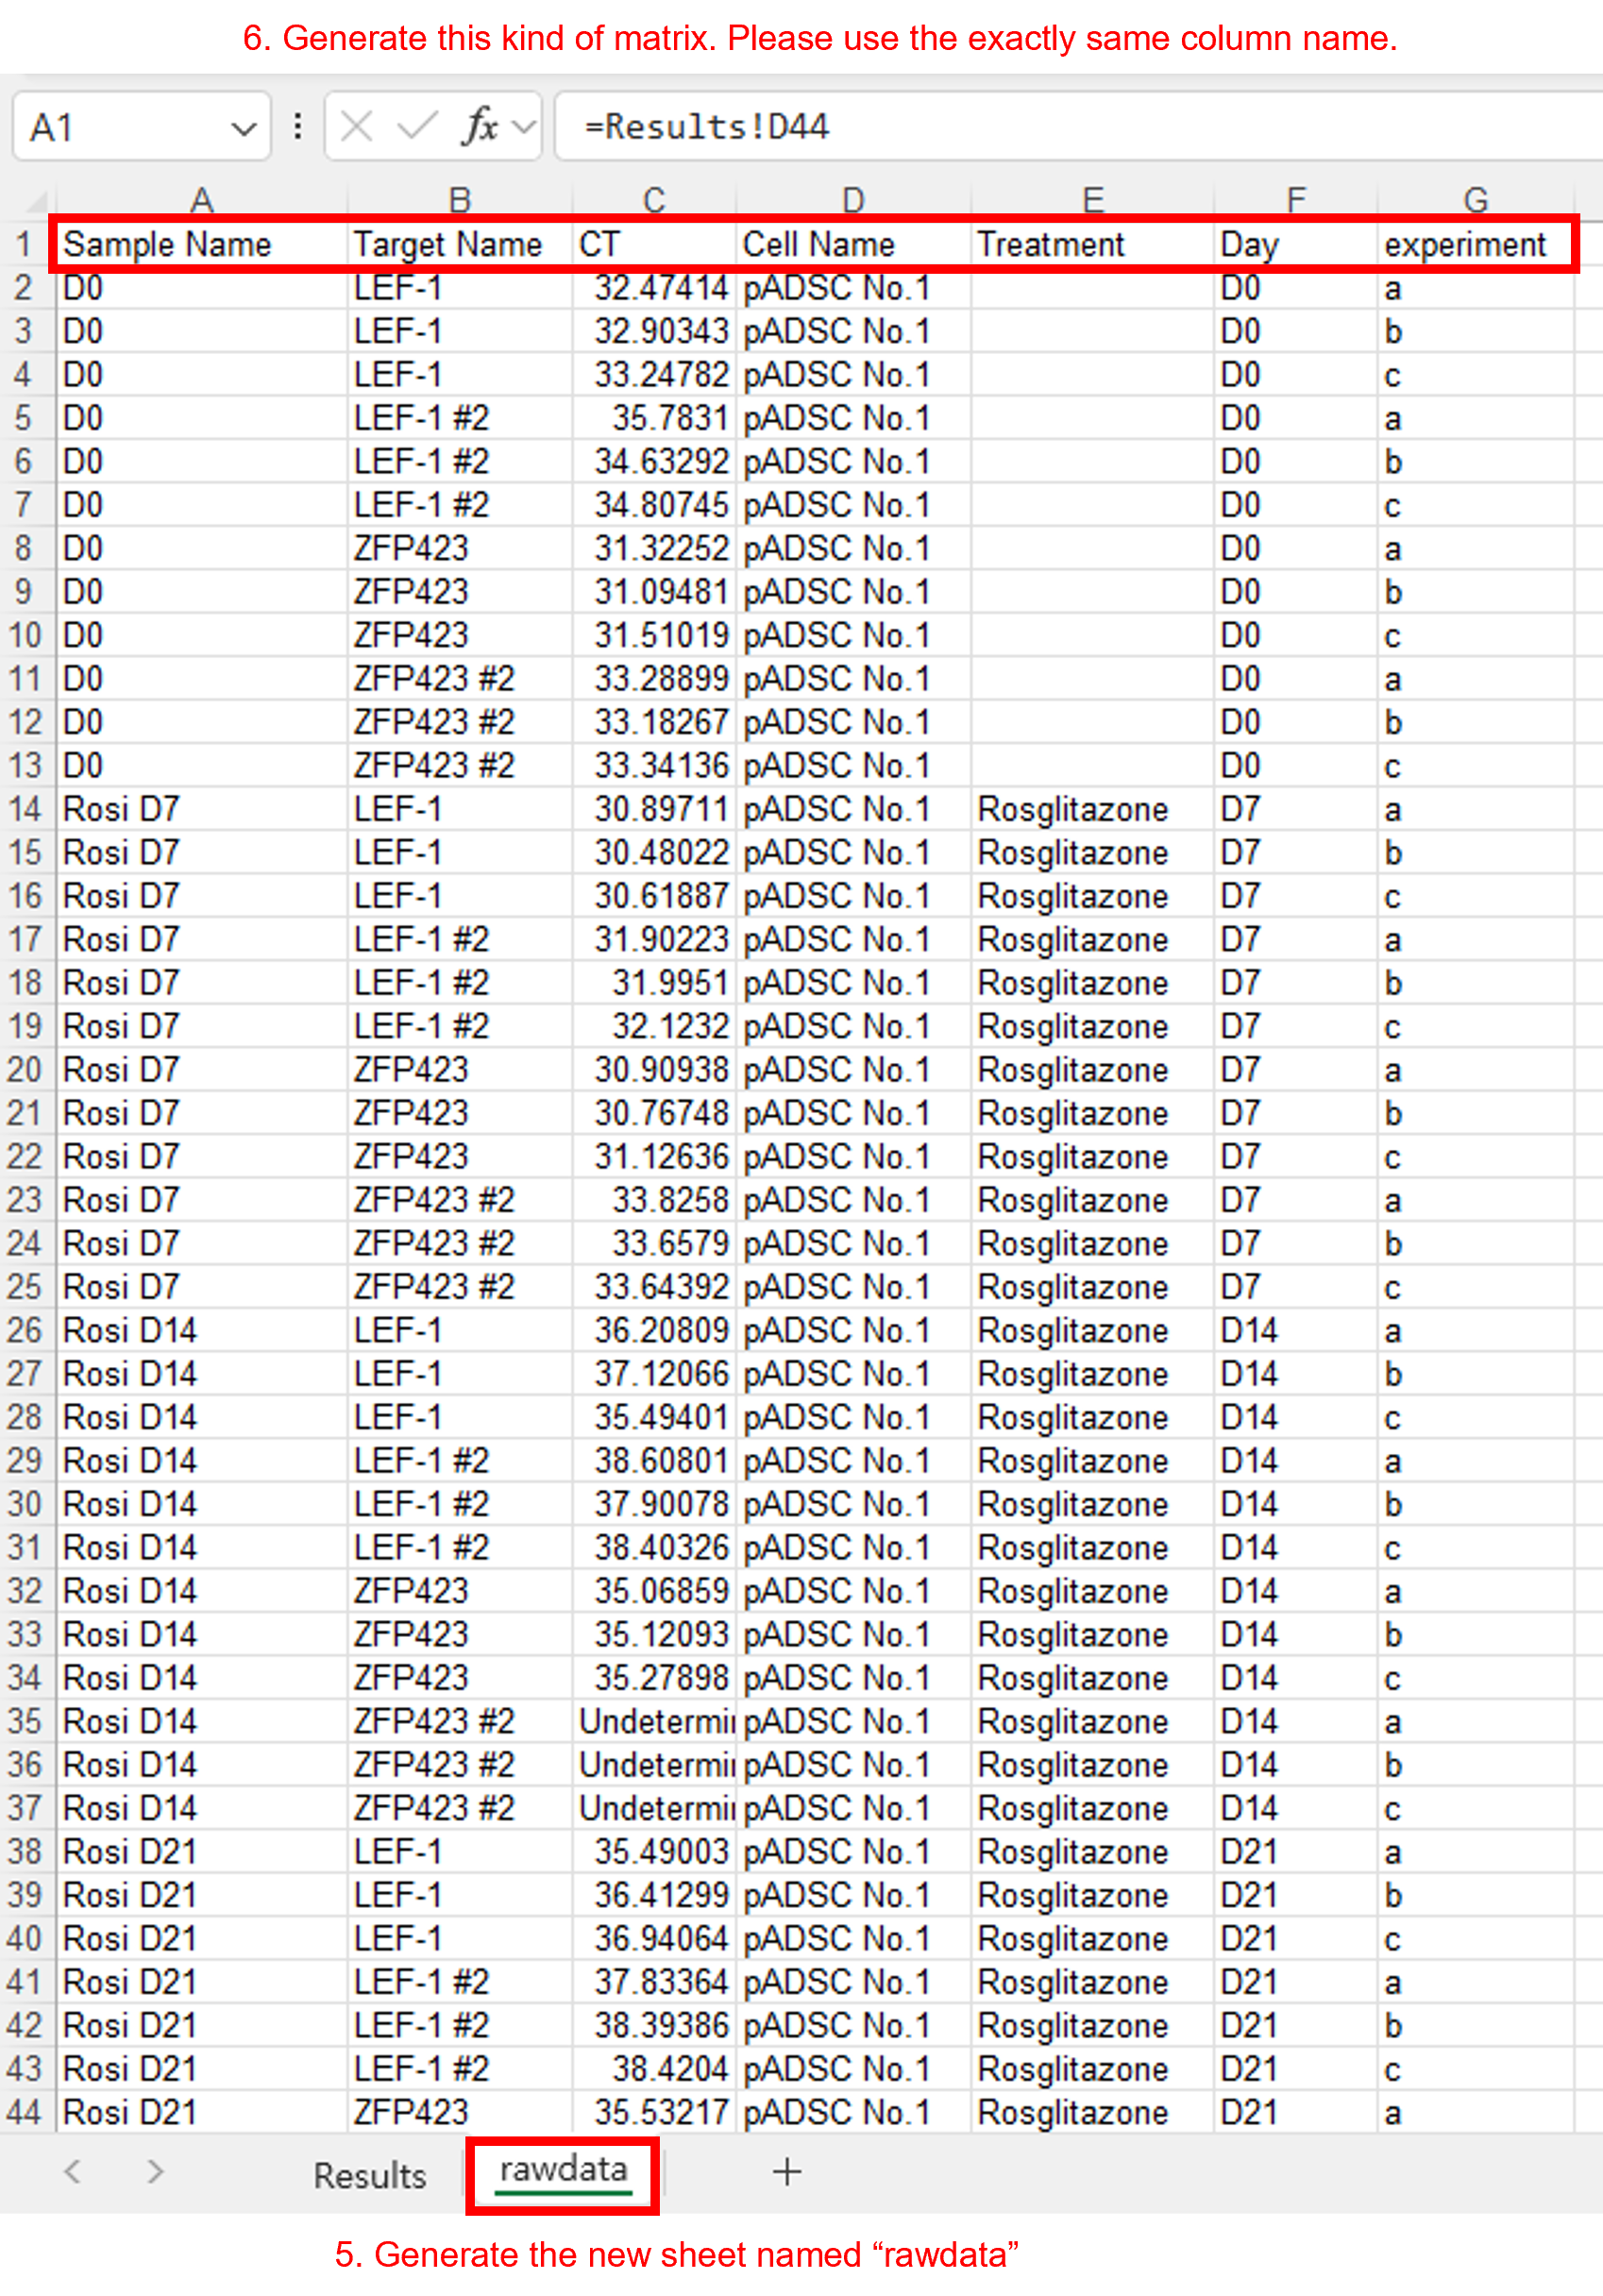 6. Generate this kind of matrix. Please use the exactly same column name.
A1 fx =Results!D44
A B C D E F G
1 Sample Name Target Name CT Cell Name Treatment Day experiment
2 D0 LEF-1 32.47414 pADSC No.1 D0 a
3 D0 LEF-1 32.90343 pADSC No.1 D0 b
4 D0 LEF-1 33.24782 pADSC No.1 D0 c
5 D0 LEF-1 #2 35.7831 pADSC No.1 D0 a
6 D0 LEF-1 #2 34.63292 pADSC No.1 D0 b
7 D0 LEF-1 #2 34.80745 pADSC No.1 D0 c
8 D0 ZFP423 31.32252 pADSC No.1 D0 a
9 D0 ZFP423 31.09481 pADSC No.1 D0 b
10 D0 ZFP423 31.51019 pADSC No.1 D0 c
11 D0 ZFP423 #2 33.28899 pADSC No.1 D0 a
12 D0 ZFP423 #2 33.18267 pADSC No.1 D0 b
13 D0 ZFP423 #2 33.34136 pADSC No.1 D0 c
14 Rosi D7 LEF-1 30.89711 pADSC No.1 Rosglitazone D7 a
15 Rosi D7 LEF-1 30.48022 pADSC No.1 Rosglitazone D7 b
16 Rosi D7 LEF-1 30.61887 pADSC No.1 Rosglitazone D7 c
17 Rosi D7 LEF-1 #2 31.90223 pADSC No.1 Rosglitazone D7 a
18 Rosi D7 LEF-1 #2 31.9951 pADSC No.1 Rosglitazone D7 b
19 Rosi D7 LEF-1 #2 32.1232 pADSC No.1 Rosglitazone D7 c
20 Rosi D7 ZFP423 30.90938 pADSC No.1 Rosglitazone D7 a
21 Rosi D7 ZFP423 30.76748 pADSC No.1 Rosglitazone D7 b
22 Rosi D7 ZFP423 31.12636 pADSC No.1 Rosglitazone D7 c
23 Rosi D7 ZFP423 #2 33.8258 pADSC No.1 Rosglitazone D7 a
24 Rosi D7 ZFP423 #2 33.6579 pADSC No.1 Rosglitazone D7 b
25 Rosi D7 ZFP423 #2 33.64392 pADSC No.1 Rosglitazone D7 c
26 Rosi D14 LEF-1 36.20809 pADSC No.1 Rosglitazone D14 a
27 Rosi D14 LEF-1 37.12066 pADSC No.1 Rosglitazone D14 b
28 Rosi D14 LEF-1 35.49401 pADSC No.1 Rosglitazone D14 c
29 Rosi D14 LEF-1 #2 38.60801 pADSC No.1 Rosglitazone D14 a
30 Rosi D14 LEF-1 #2 37.90078 pADSC No.1 Rosglitazone D14 b
31 Rosi D14 LEF-1 #2 38.40326 pADSC No.1 Rosglitazone D14 c
32 Rosi D14 ZFP423 35.06859 pADSC No.1 Rosglitazone D14 a
33 Rosi D14 ZFP423 35.12093 pADSC No.1 Rosglitazone D14 b
34 Rosi D14 ZFP423 35.27898 pADSC No.1 Rosglitazone D14 c
35 Rosi D14 ZFP423 #2 Undetermi pADSC No.1 Rosglitazone D14 a
36 Rosi D14 ZFP423 #2 Undetermi pADSC No.1 Rosglitazone D14 b
37 Rosi D14 ZFP423 #2 Undetermi pADSC No.1 Rosglitazone D14 c
38 Rosi D21 LEF-1 35.49003 pADSC No.1 Rosglitazone D21 a
39 Rosi D21 LEF-1 36.41299 pADSC No.1 Rosglitazone D21 b
40 Rosi D21 LEF-1 36.94064 pADSC No.1 Rosglitazone D21 c
41 Rosi D21 LEF-1 #2 37.83364 pADSC No.1 Rosglitazone D21 a
42 Rosi D21 LEF-1 #2 38.39386 pADSC No.1 Rosglitazone D21 b
43 Rosi D21 LEF-1 #2 38.4204 pADSC No.1 Rosglitazone D21 c
44 Rosi D21 ZFP423 35.53217 pADSC No.1 Rosglitazone D21 a
Results rawdata +
5. Generate the new sheet named “rawdata”